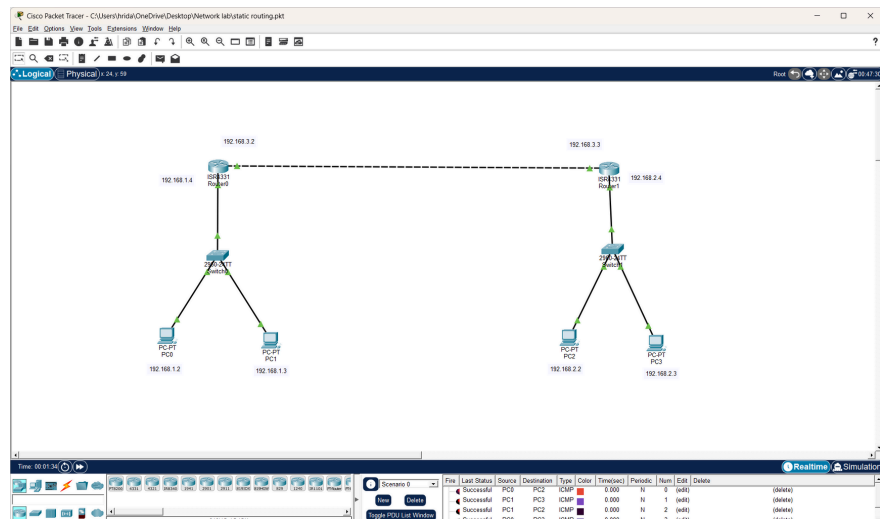 Cisco Packet Tracer - C:\Users\hrida\OneDrive\Desktop\Network lab\static routing.pkt
File Edit Options View Tools Extensions Window Help
Logical Physical x: 24, y: 59 Root 00:47:30
192.168.3.2
192.168.3.3
ISR4331
Router0
192.168.1.4
ISR4331
Router1
192.168.2.4
2960-24TT
Switch0
2960-24TT
PC-PT
PC0
PC-PT
PC1
PC-PT
PC2
PC-PT
PC3
192.168.1.2
192.168.1.3
192.168.2.2
192.168.2.3
Time: 00:01:34 Realtime Simulation
Scenario 0
New Delete
Toggle PDU List Window
Fire Last Status Source Destination Type Color Time(sec) Periodic Num Edit Delete
Successful PC0 PC2 ICMP 0.000 N 0 (edit) (delete)
Successful PC1 PC3 ICMP 0.000 N 1 (edit) (delete)
Successful PC1 PC2 ICMP 0.000 N 2 (edit) (delete)